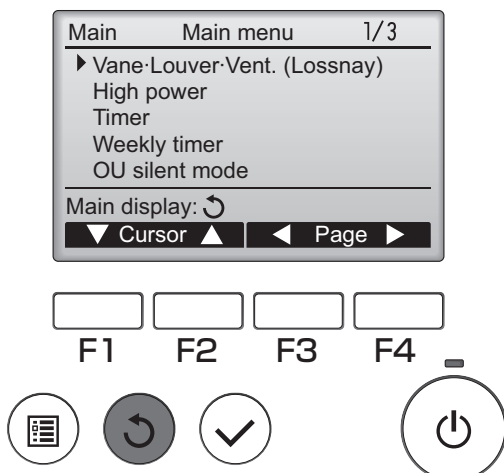 Main Main menu 1/3
Vane·Louver·Vent. (Lossnay)
High power
Timer
Weekly timer
OU silent mode
Main display:
Cursor Page
F1 F2 F3 F4